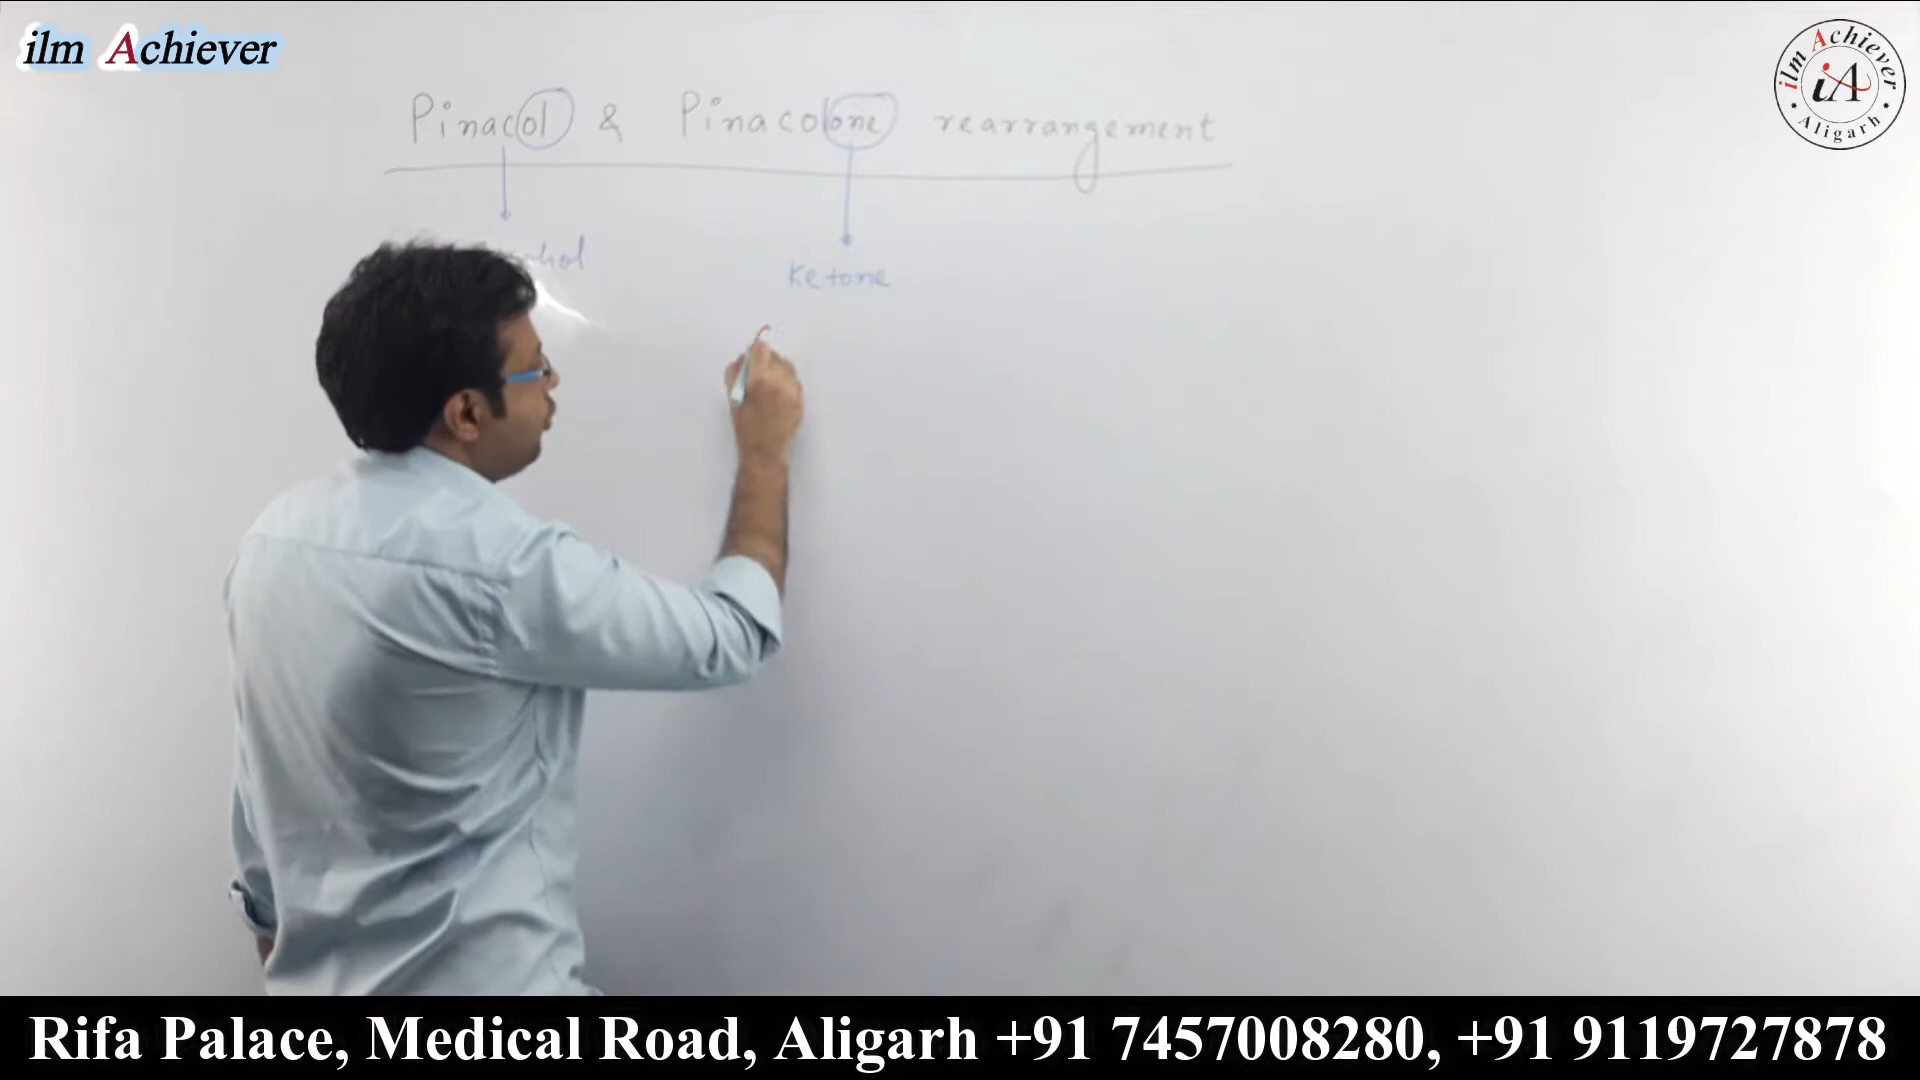 ilm Achiever
ilm Achiever
iA
Aligarh
Pinacol & Pinacolone rearrangement
Ketone
Rifa Palace, Medical Road, Aligarh +91 7457008280, +91 9119727878